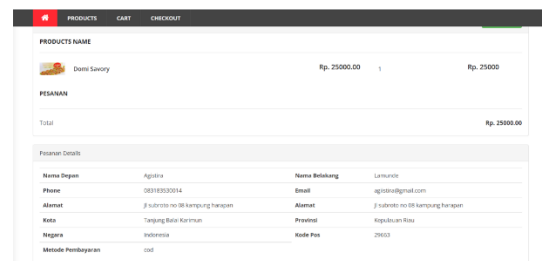 PRODUCTS CART CHECKOUT
PRODUCTS NAME
Domi Savory Rp. 25000.00 1 Rp. 25000
PESANAN
Total Rp. 25000.00
Pesanan Details
Nama Depan Agistira Nama Belakang Lamunde
Phone 083183530014 Email agistira@gmail.com
Alamat jl subroto no 08 kampung harapan Alamat jl subroto no 08 kampung harapan
Kota Tanjung Balai Karimun Provinsi Kepulauan Riau
Negara Indonesia Kode Pos 29663
Metode Pembayaran cod